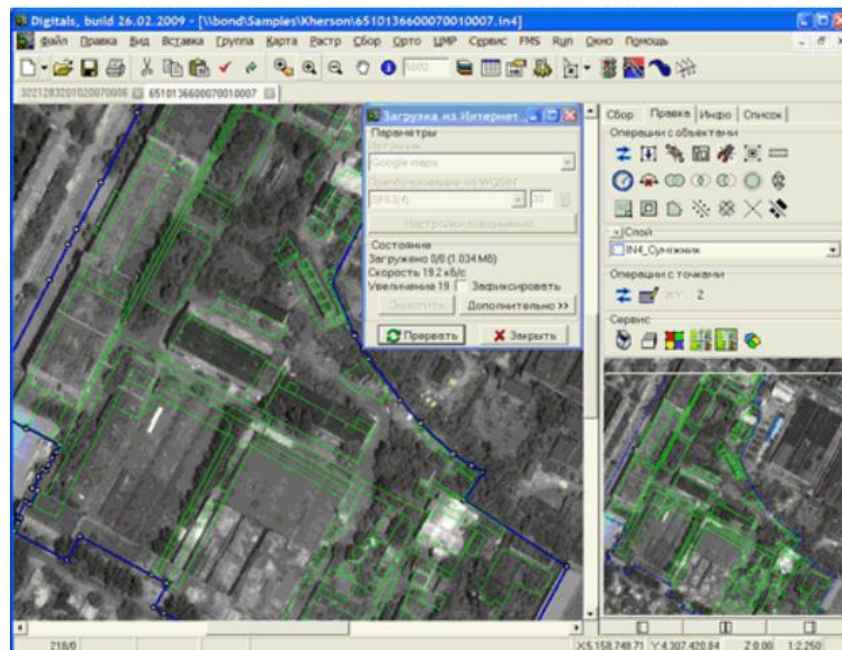 Digitals, build 26.02.2009 - [\\bond\Samples\Kherson\6510136600070010007.in4]
Файл Правка Вид Вставка Группа Карта Растр Сбор Орто ЦМР Сервис FMS Run Окно Помощь
3221283201020070006 6510136600070010007
Загрузка из Интернет
Параметры
Источник
Google maps
Настройки соединения
Состояние
Загружено 0/0 (1.034 Мб)
Скорость 19.2 кб/с
Увеличение 19 Зафиксировать
Очистить Дополнительно >>
Прервать Закрыть
Сбор Правка Инфо Список
Операции с объектами
Слой
IN4_Суміжник
Операции с точками
Z
Сервис
218/0 X:5,158,749.71 Y:4,307,420.84 Z:0.00 1:2,250